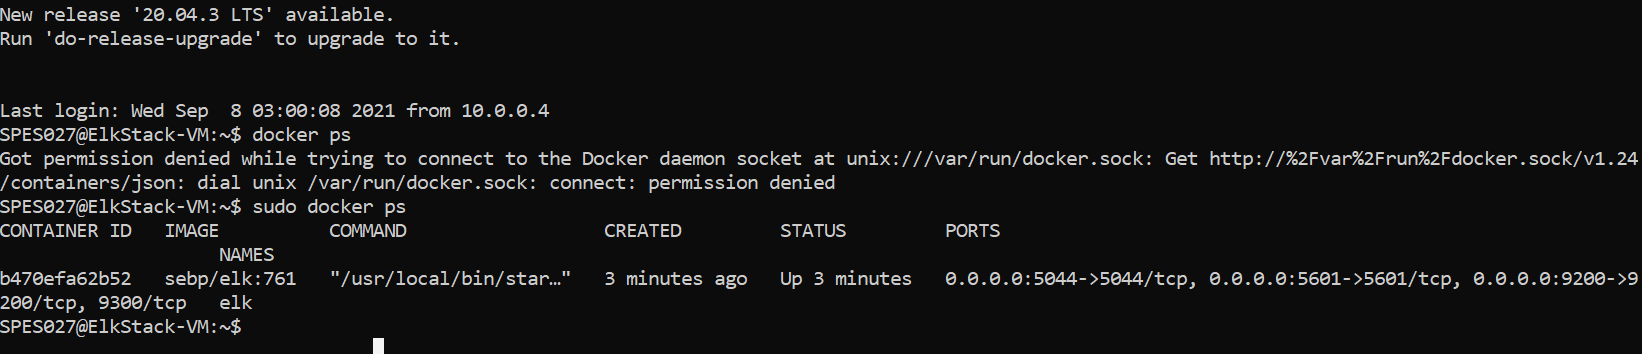 New release '20.04.3 LTS' available.
Run 'do-release-upgrade' to upgrade to it.
Last login: Wed Sep  8 03:00:08 2021 from 10.0.0.4
SPES027@ElkStack-VM:~$ docker ps
Got permission denied while trying to connect to the Docker daemon socket at unix:///var/run/docker.sock: Get http://%2Fvar%2Frun%2Fdocker.sock/v1.24
/containers/json: dial unix /var/run/docker.sock: connect: permission denied
SPES027@ElkStack-VM:~$ sudo docker ps
CONTAINER ID   IMAGE          COMMAND                  CREATED         STATUS         PORTS
                    NAMES
b470efa62b52   sebp/elk:761   "/usr/local/bin/star…"   3 minutes ago   Up 3 minutes   0.0.0.0:5044->5044/tcp, 0.0.0.0:5601->5601/tcp, 0.0.0.0:9200->9
200/tcp, 9300/tcp   elk
SPES027@ElkStack-VM:~$